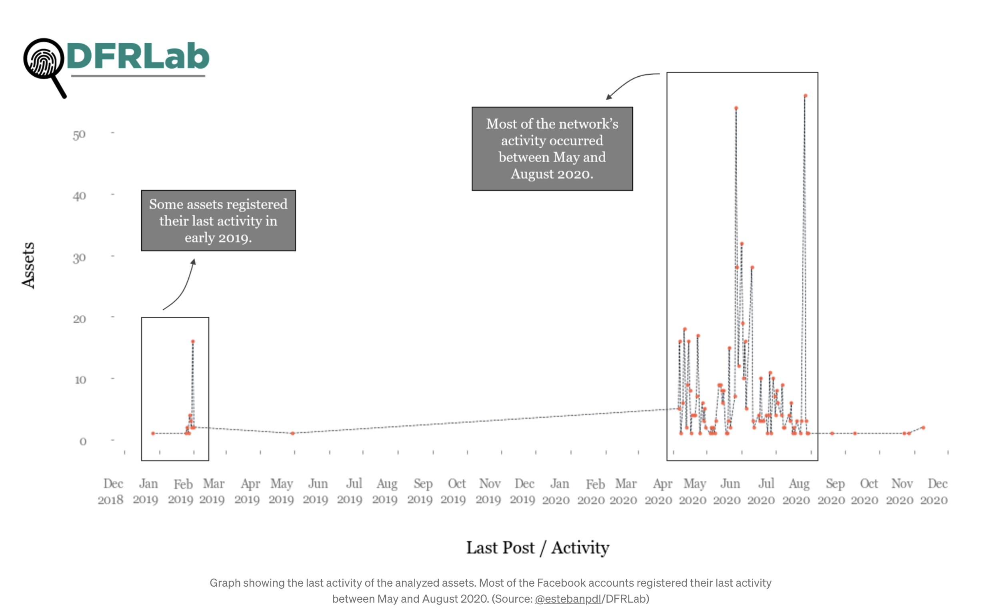 DFRLab
Most of the network’s
activity occurred
between May and
August 2020.
Some assets registered
their last activity in
early 2019.
Assets
50
40
30
20
10
0
Dec Jan Feb Mar Apr May Jun Jul Aug Sep Oct Nov Dec Jan Feb Mar Apr May Jun Jul Aug Sep Oct Nov Dec
2018 2019 2019 2019 2019 2019 2019 2019 2019 2019 2019 2019 2019 2020 2020 2020 2020 2020 2020 2020 2020 2020 2020 2020 2020
Last Post / Activity
Graph showing the last activity of the analyzed assets. Most of the Facebook accounts registered their last activity
between May and August 2020. (Source: @estebanpdl/DFRLab)